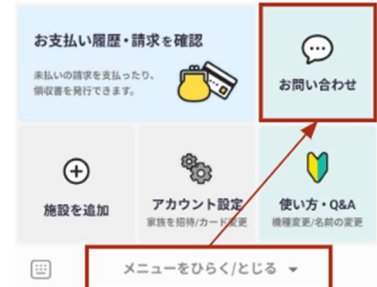 お支払い履歴・請求を確認
未払いの請求を支払ったり、
領収書を発行できます。
お問い合わせ
施設を追加
アカウント設定
家族を招待/カード変更
使い方・Q&A
機種変更/名前の変更
メニューをひらく/とじる